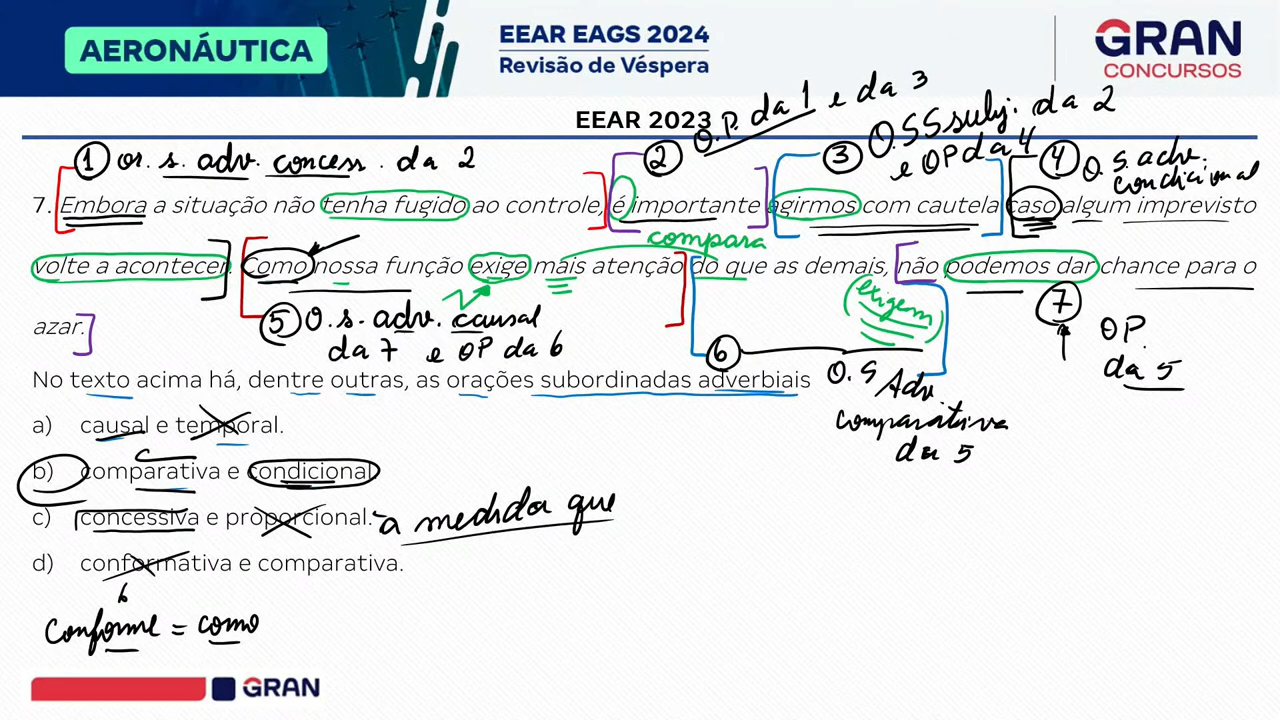 AERONÁUTICA
EEAR EAGS 2024
Revisão de Véspera
GRAN
CONCURSOS
EEAR 2023
O.P. da 1 e da 3
O.SSsubj. da 2
e OP da 4
1 or. s. adv. concess. da 2
2
3
4 O.s.adv.
condicional
7. Embora a situação não tenha fugido ao controle, é importante agirmos com cautela caso algum imprevisto
compara
volte a acontecer. Como nossa função exige mais atenção do que as demais, não podemos dar chance para o
(exigem)
7
azar.
5 O.s.adv. causal
da 7 e OP da 6
6
OP.
da 5
No texto acima há, dentre outras, as orações subordinadas adverbiais
O.S Adv.
comparativa
da 5
a) causal e temporal.
b) comparativa e condicional.
c) concessiva e proporcional.
à medida que
d) conformativa e comparativa.
Conforme = como
GRAN